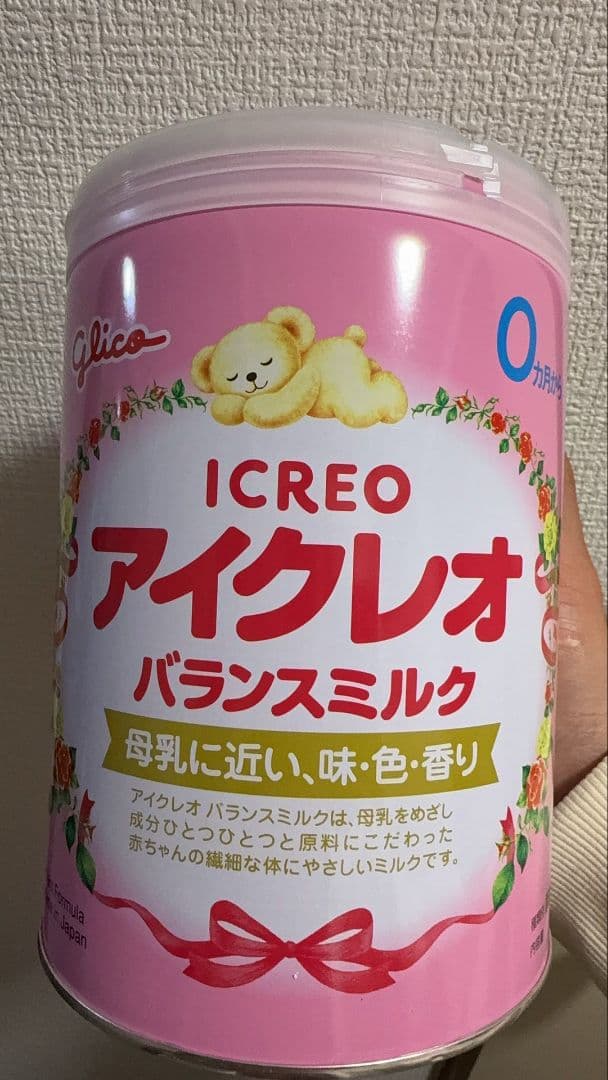 Glico
0ヵ月から
ICREO
アイクレオ
バランスミルク
母乳に近い、味・色・香り
アイクレオ バランスミルクは、母乳をめざし
成分ひとつひとつと原料にこだわった
赤ちゃんの繊細な体にやさしいミルクです。
Formula
Japan